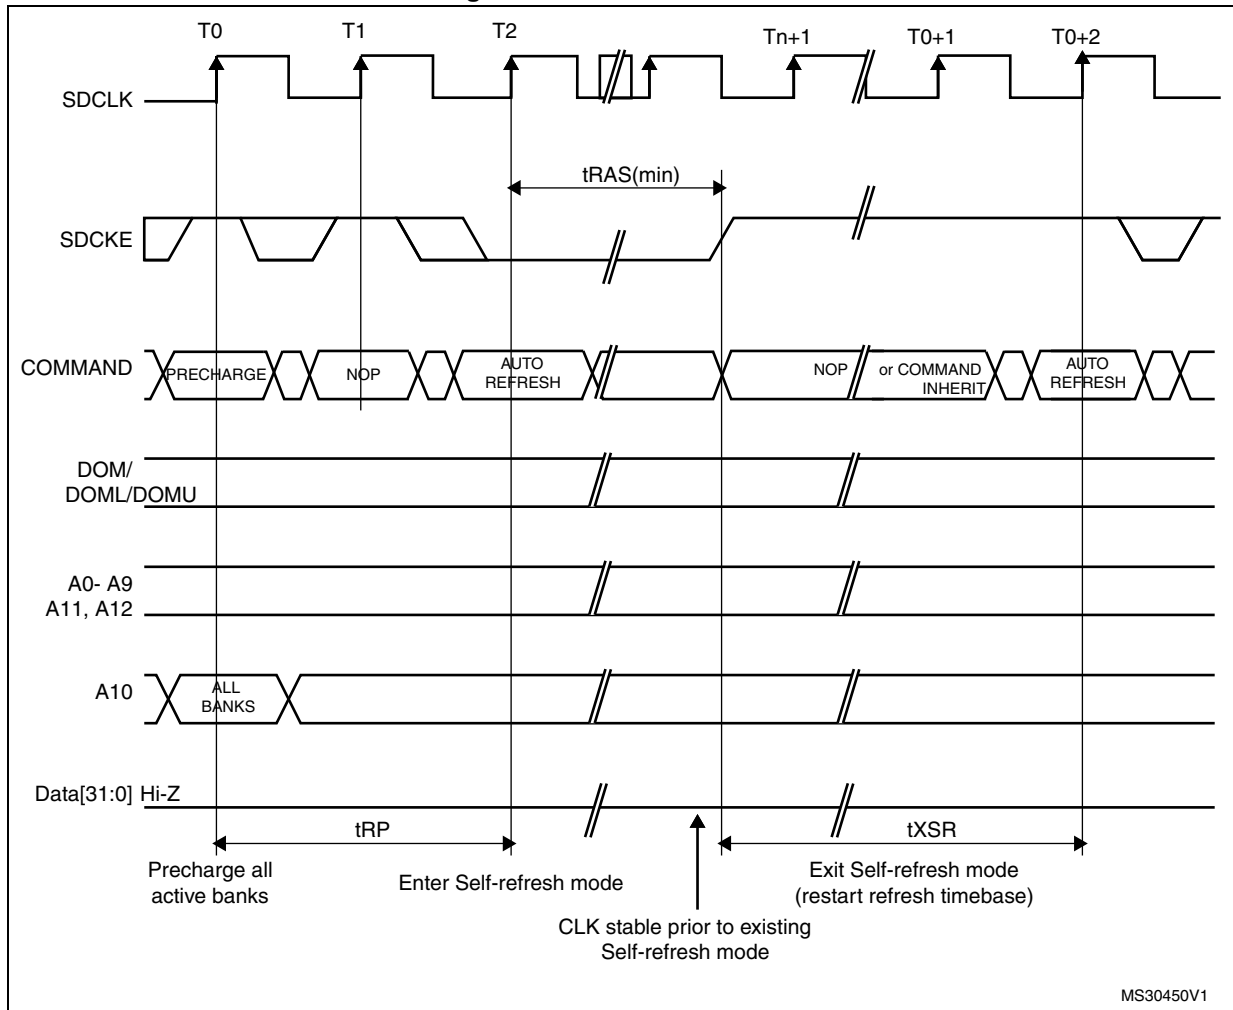 T0 T1 T2 Tn+1 T0+1 T0+2
SDCLK
tRAS(min)
SDCKE
COMMAND PRECHARGE NOP AUTO REFRESH NOP or COMMAND INHERIT AUTO REFRESH
DOM/
DOML/DOMU
A0- A9
A11, A12
A10 ALL BANKS
Data[31:0] Hi-Z
tRP tXSR
Precharge all
active banks
Enter Self-refresh mode
Exit Self-refresh mode
(restart refresh timebase)
CLK stable prior to existing
Self-refresh mode
MS30450V1